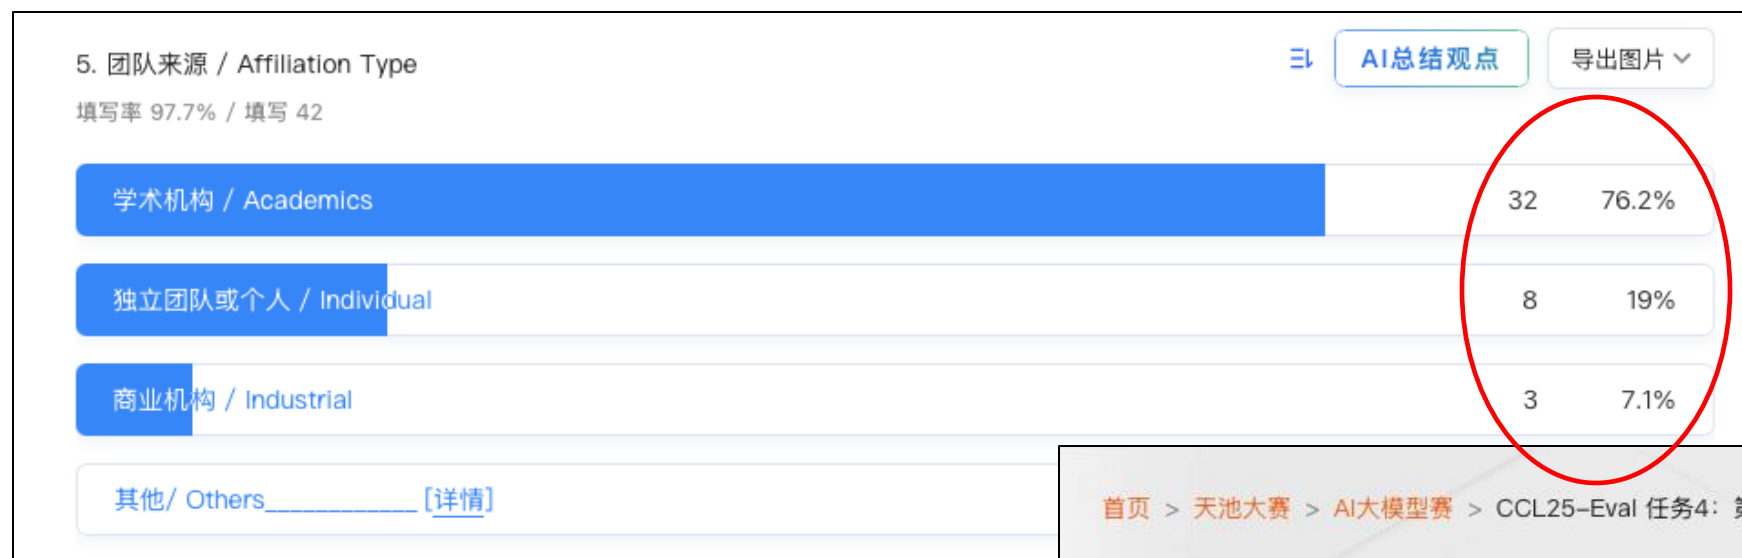 5. 团队来源 / Affiliation Type
AI总结观点
导出图片
填写率 97.7% / 填写 42
学术机构 / Academics 32 76.2%
独立团队或个人 / Individual 8 19%
商业机构 / Industrial 3 7.1%
其他/ Others____________ [详情]
首页 > 天池大赛 > AI大模型赛 > CCL25-Eval 任务4: